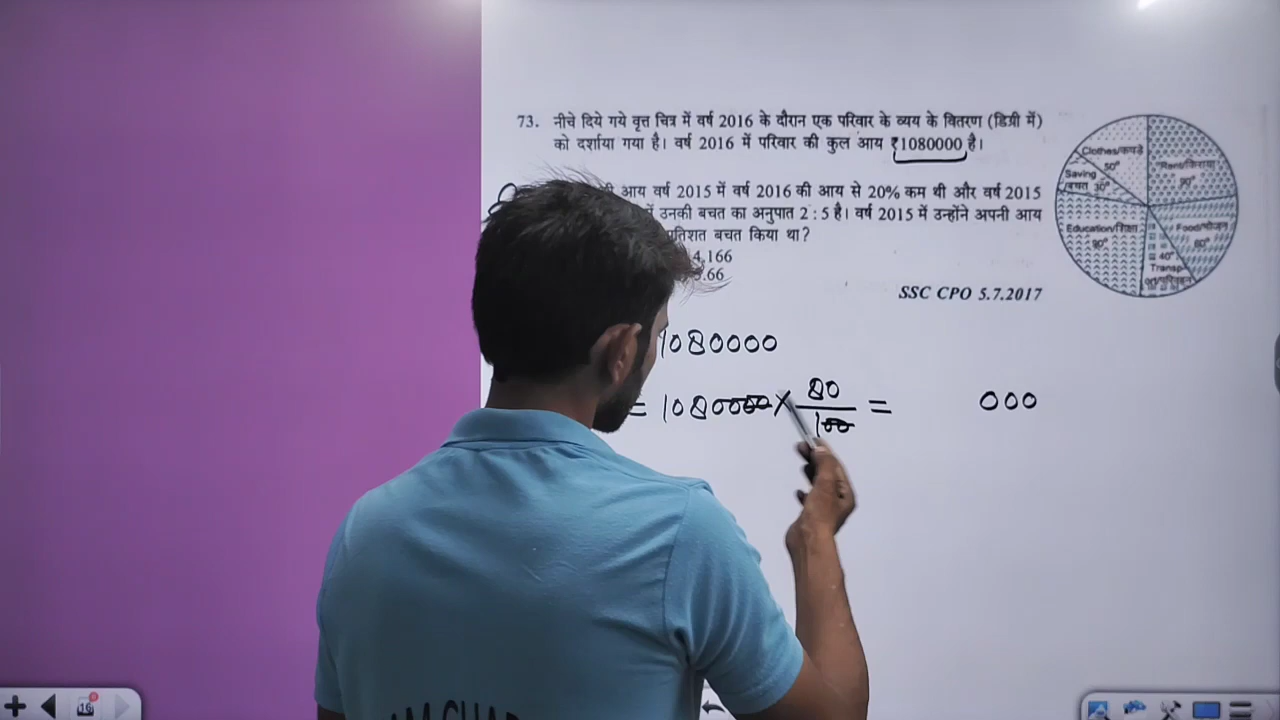 73. नीचे दिये गये वृत्त चित्र में वर्ष 2016 के दौरान एक परिवार के व्यय के वितरण (डिग्री में)
को दर्शाया गया है। वर्ष 2016 में परिवार की कुल आय ₹1080000 है।
आय वर्ष 2015 में वर्ष 2016 की आय से 20% कम थी और वर्ष 2015
उनकी बचत का अनुपात 2 : 5 है। वर्ष 2015 में उन्होंने अपनी आय
बचत किया था?
4.166
.66
SSC CPO 5.7.2017
Clothes/कपड़े
50°
Rent/किराया
90°
Saving
/बचत 30°
Education/शिक्षा
90°
Food/भोजन
60°
40°
Transp-
1080000
= 1080000 × 80/100 = 000
16